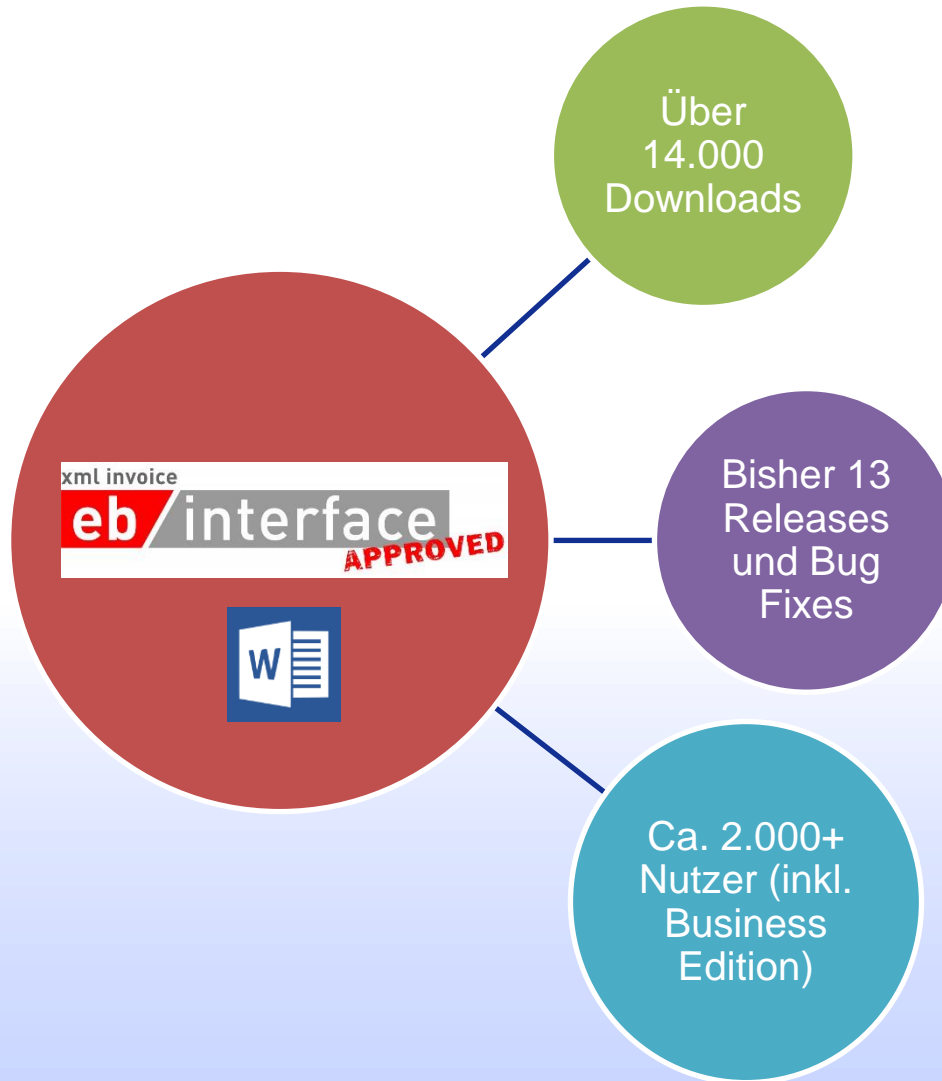 Über
14.000
Downloads
xml invoice
eb/interface
APPROVED
W
Bisher 13
Releases
und Bug
Fixes
Ca. 2.000+
Nutzer (inkl.
Business
Edition)